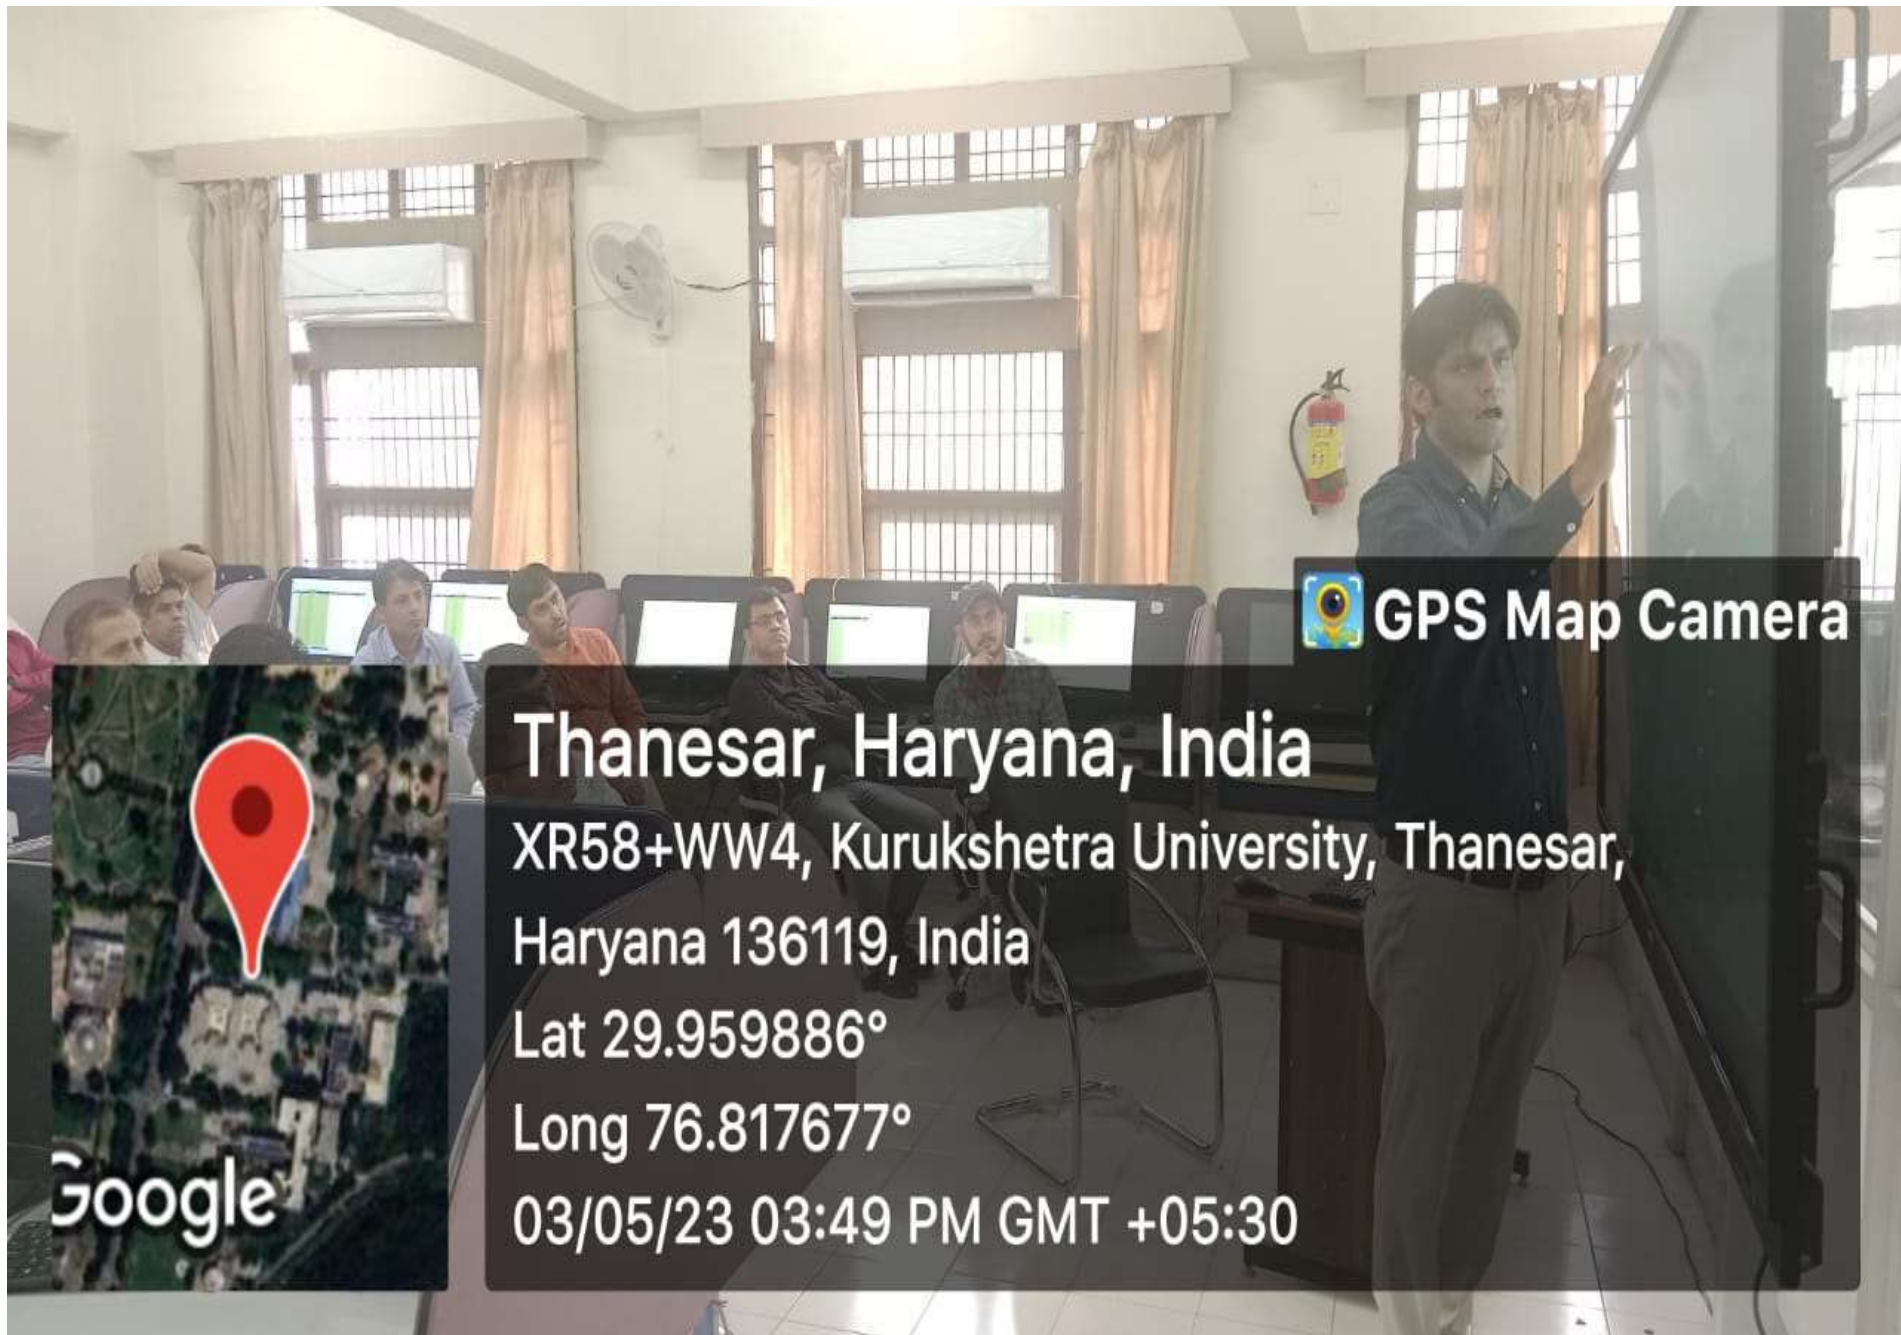 GPS Map Camera
Thanesar, Haryana, India
XR58+WW4, Kurukshetra University, Thanesar,
Haryana 136119, India
Lat 29.959886°
Long 76.817677°
03/05/23 03:49 PM GMT +05:30
Google